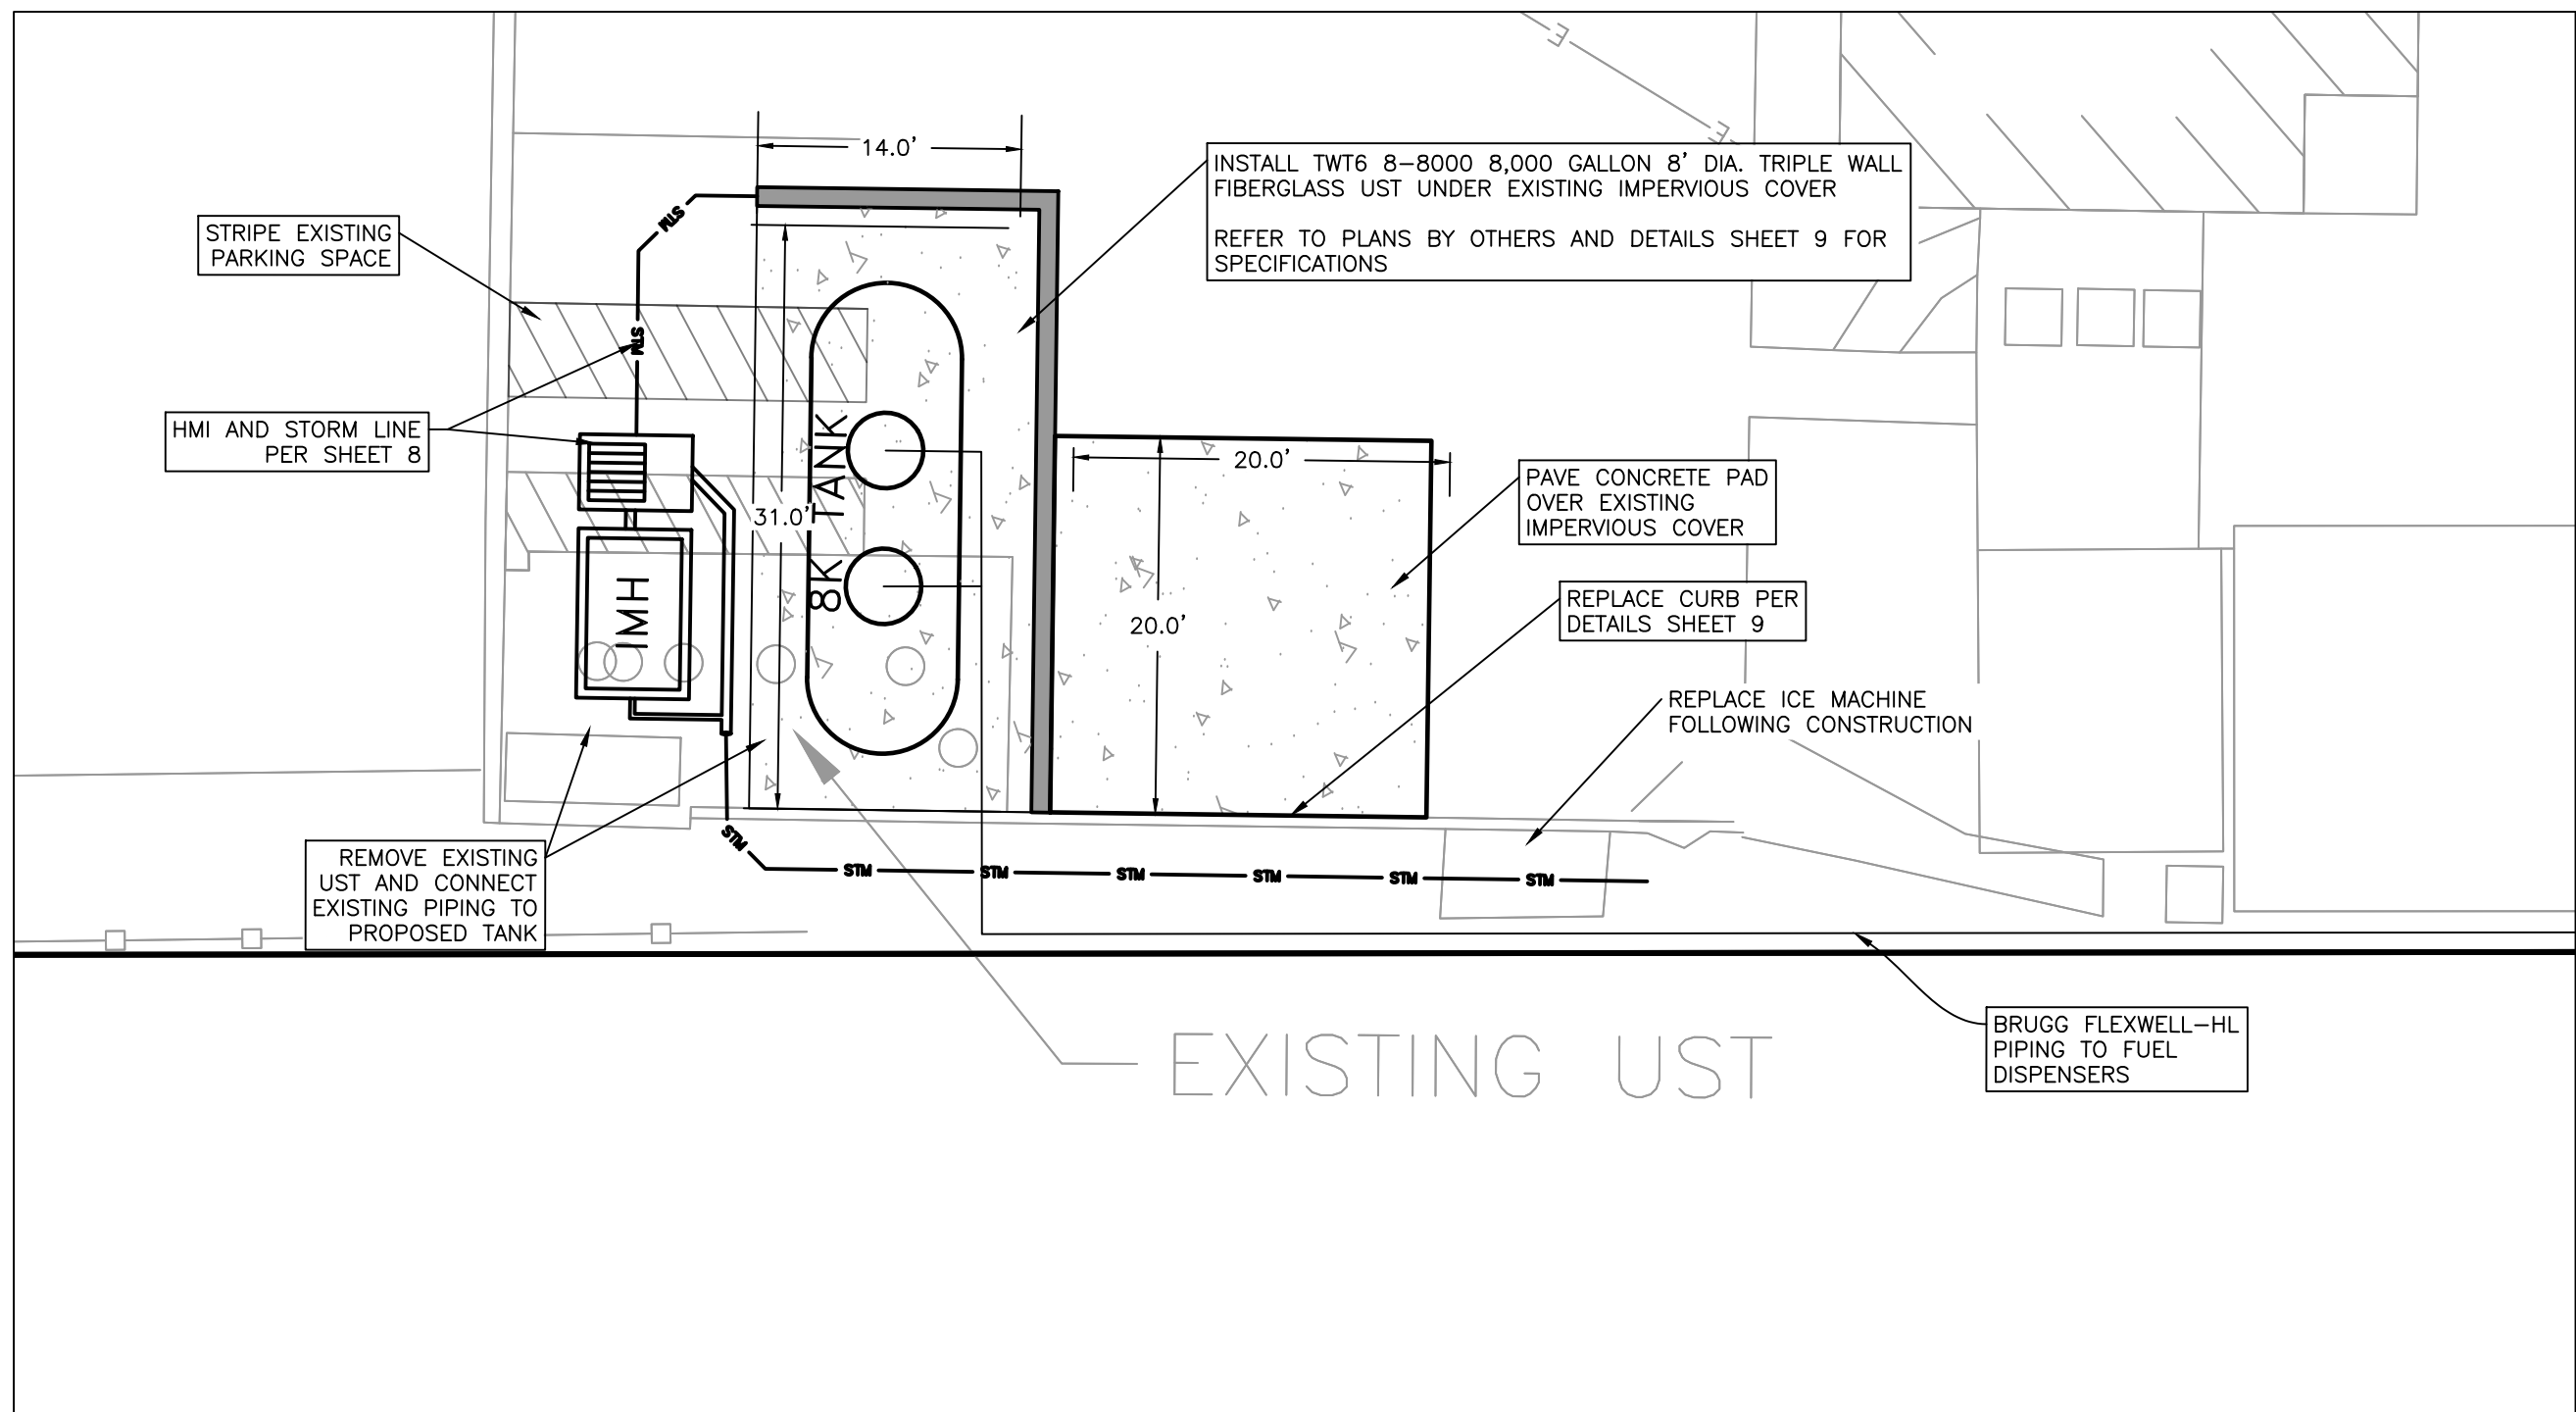 14.0'
INSTALL TWT6 8-8000 8,000 GALLON 8' DIA. TRIPLE WALL
FIBERGLASS UST UNDER EXISTING IMPERVIOUS COVER
REFER TO PLANS BY OTHERS AND DETAILS SHEET 9 FOR
SPECIFICATIONS
E
E
STRIPE EXISTING
PARKING SPACE
STM
STM
HMI AND STORM LINE
PER SHEET 8
8K TANK
31.0'
HMI
20.0'
20.0'
PAVE CONCRETE PAD
OVER EXISTING
IMPERVIOUS COVER
REPLACE CURB PER
DETAILS SHEET 9
REPLACE ICE MACHINE
FOLLOWING CONSTRUCTION
STM
STM
STM
STM
STM
STM
STM
REMOVE EXISTING
UST AND CONNECT
EXISTING PIPING TO
PROPOSED TANK
EXISTING UST
BRUGG FLEXWELL-HL
PIPING TO FUEL
DISPENSERS